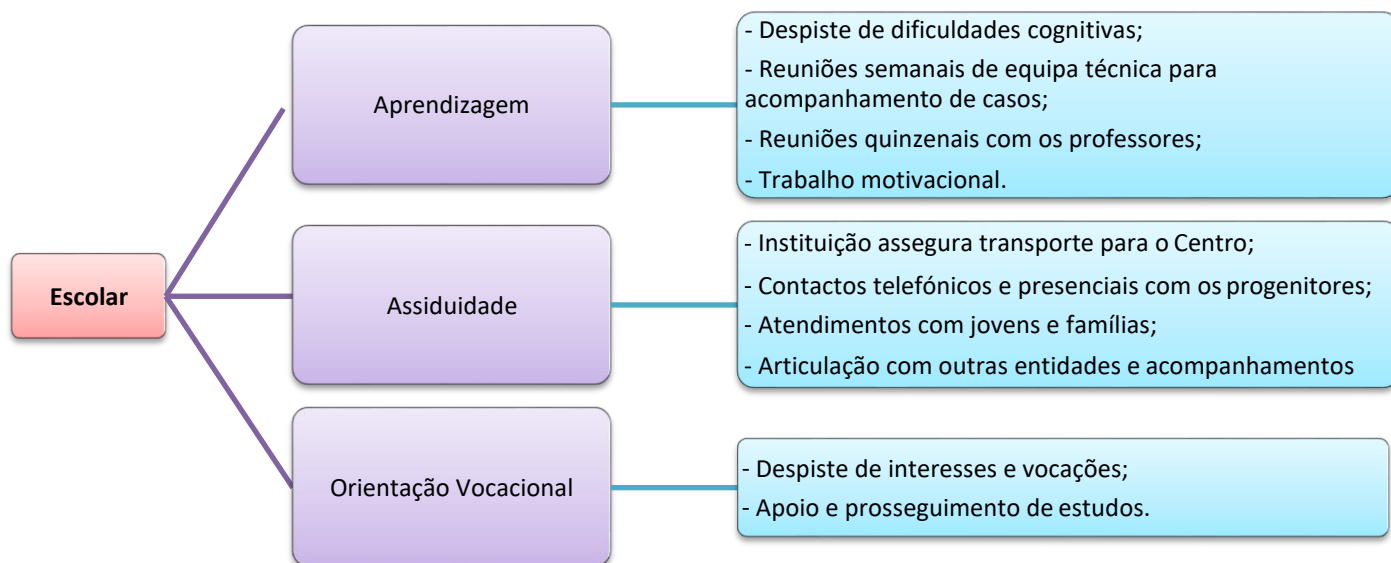 Escolar
Aprendizagem
- Despiste de dificuldades cognitivas;
- Reuniões semanais de equipa técnica para
acompanhamento de casos;
- Reuniões quinzenais com os professores;
- Trabalho motivacional.
Assiduidade
- Instituição assegura transporte para o Centro;
- Contactos telefónicos e presenciais com os progenitores;
- Atendimentos com jovens e famílias;
- Articulação com outras entidades e acompanhamentos
Orientação Vocacional
- Despiste de interesses e vocações;
- Apoio e prosseguimento de estudos.